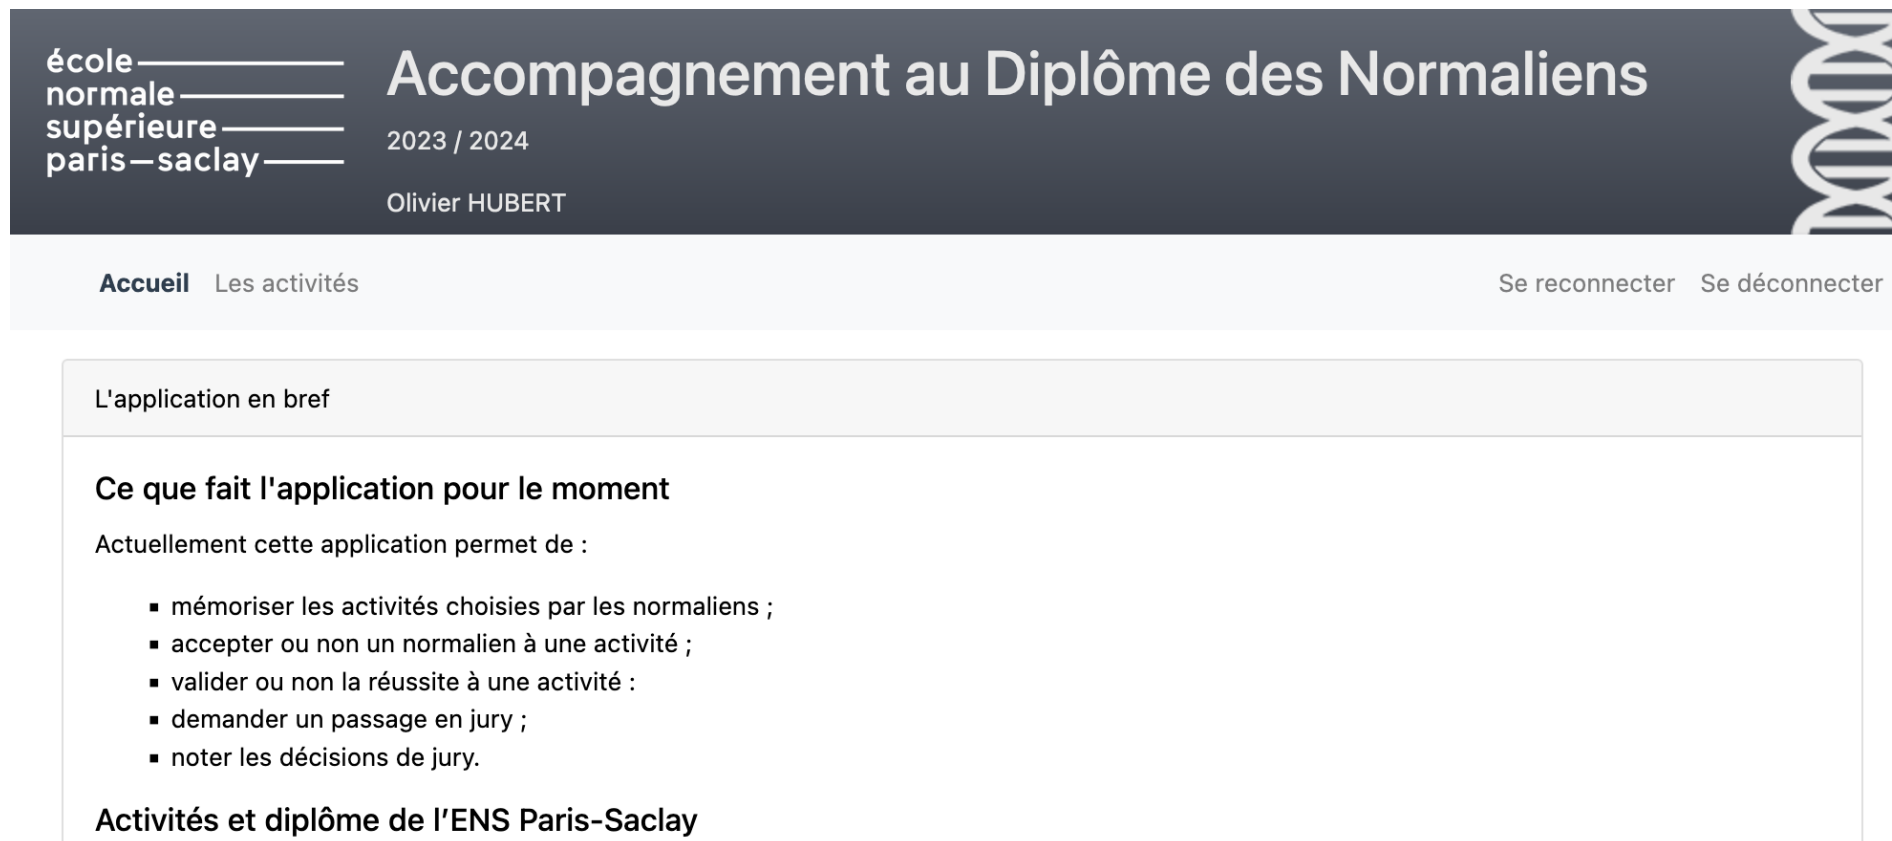 école
normale
supérieure
paris–saclay
Accompagnement au Diplôme des Normaliens
2023 / 2024
Olivier HUBERT
Accueil Les activités Se reconnecter Se déconnecter
L'application en bref
Ce que fait l'application pour le moment
Actuellement cette application permet de :
▪ mémoriser les activités choisies par les normaliens ;
▪ accepter ou non un normalien à une activité ;
▪ valider ou non la réussite à une activité :
▪ demander un passage en jury ;
▪ noter les décisions de jury.
Activités et diplôme de l’ENS Paris-Saclay